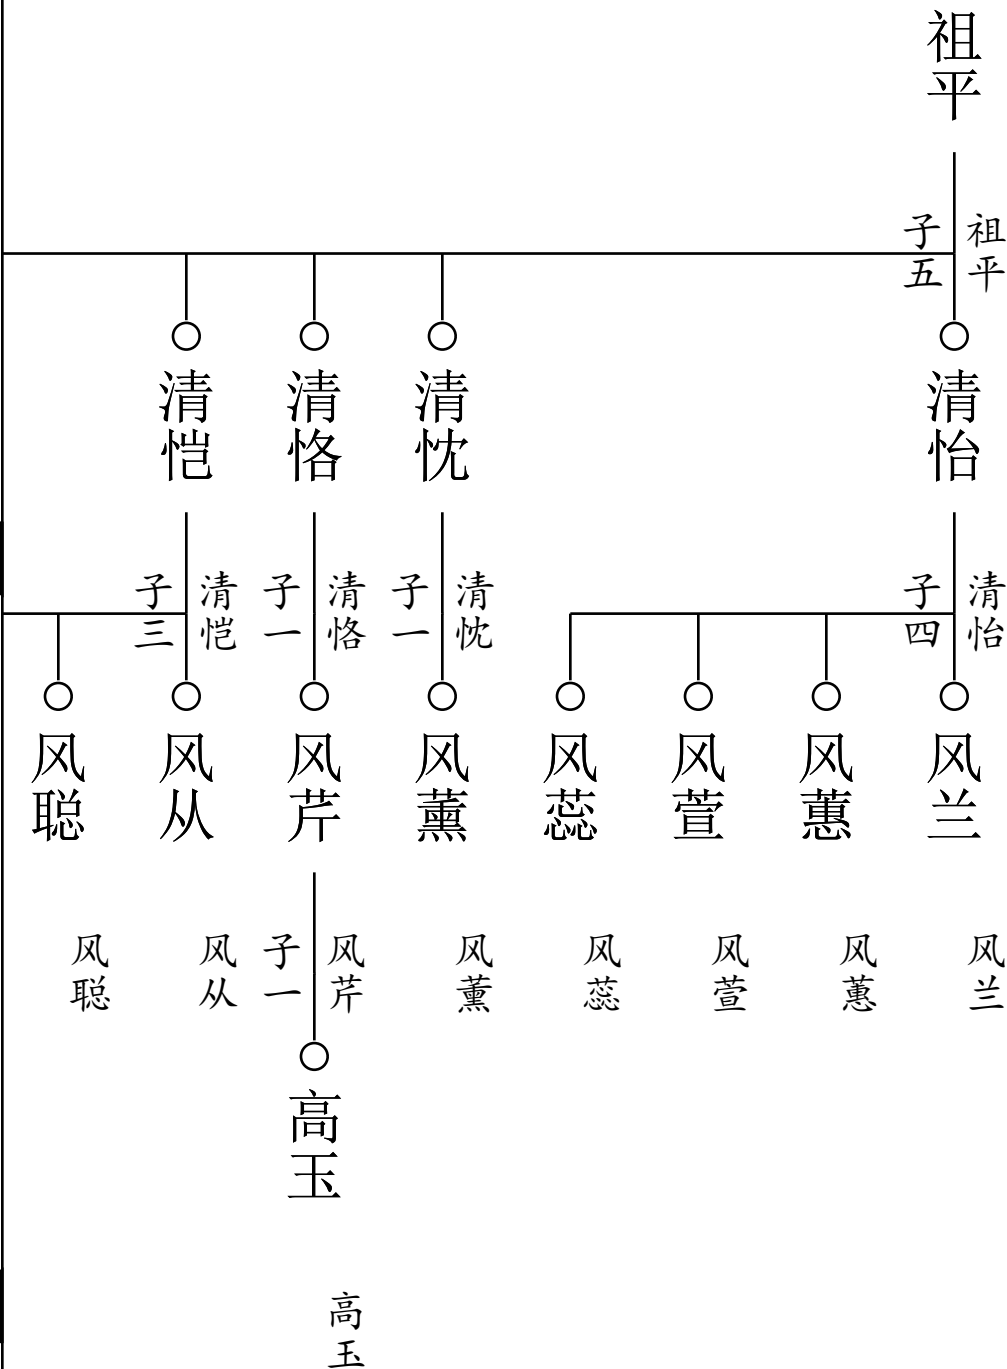 祖平
祖平
子五
清怡
清忱
清恪
清恺
清怡
子四
清忱
子一
清恪
子一
清恺
子三
风兰
风蕙
风萱
风蕊
风薰
风芹
风从
风聪
风兰
风蕙
风萱
风蕊
风薰
风芹
子一
风从
风聪
高玉
高玉